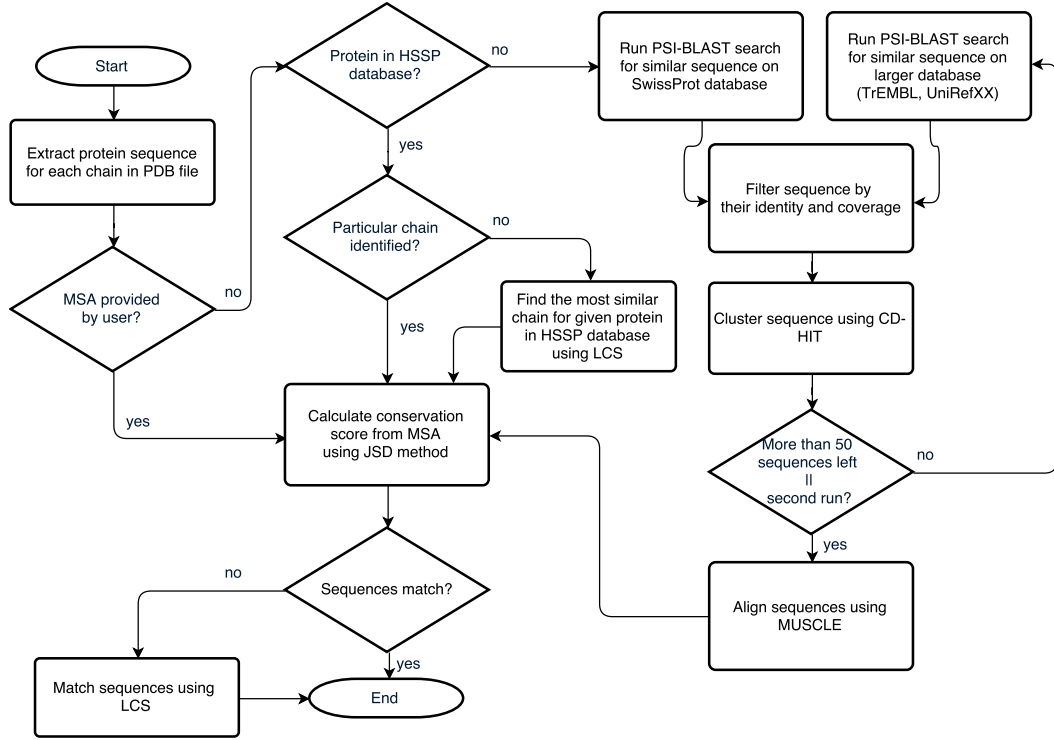 Start
Extract protein sequence
for each chain in PDB file
MSA provided
by user?
no
yes
Protein in HSSP
database?
no
yes
Particular chain
identified?
no
yes
Find the most similar
chain for given protein
in HSSP database
using LCS
Calculate conservation
score from MSA
using JSD method
Sequences match?
no
yes
Match sequences using
LCS
End
Run PSI-BLAST search
for similar sequence on
SwissProt database
Run PSI-BLAST search
for similar sequence on
larger database
(TrEMBL, UniRefXX)
Filter sequence by
their identity and coverage
Cluster sequence using CD-
HIT
More than 50
sequences left
||
second run?
no
yes
Align sequences using
MUSCLE